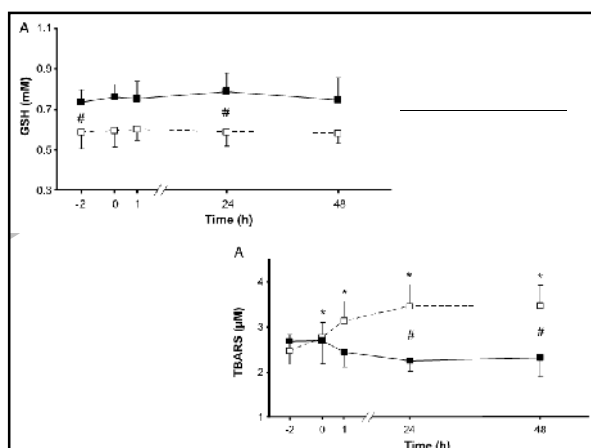 A
1.1
0.9
GSH (mM)
0.7
# #
0.5
0.3
-2 0 1 24 48
Time (h)
A
4
* * * *
TBARS (µM)
3
# #
2
1
-2 0 1 24 48
Time (h)